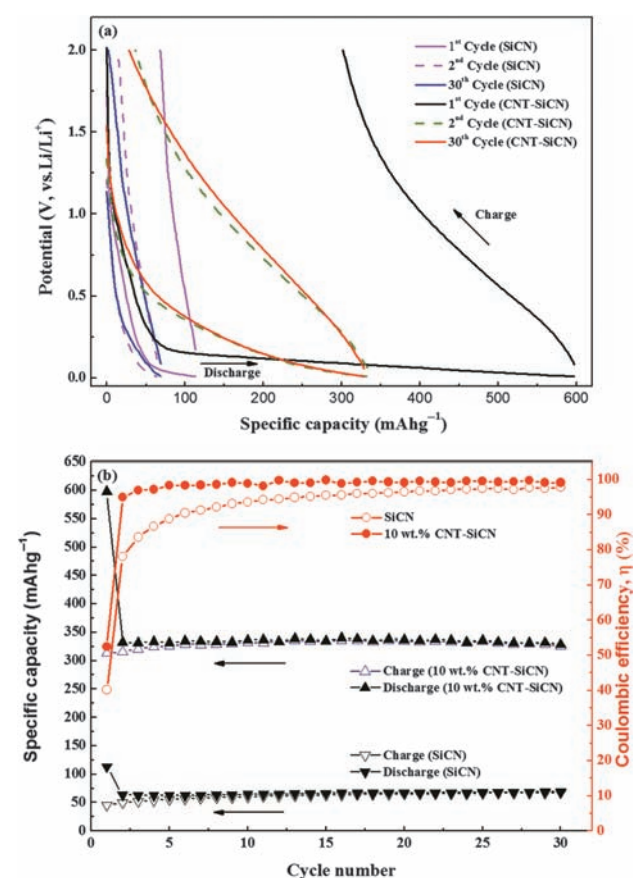 (a)
2.0
1.5
1.0
0.5
0.0
Potential (V, vs.Li/Li⁺)
1ˢᵗ Cycle (SiCN)
2ⁿᵈ Cycle (SiCN)
30ᵗʰ Cycle (SiCN)
1ˢᵗ Cycle (CNT-SiCN)
2ⁿᵈ Cycle (CNT-SiCN)
30ᵗʰ Cycle (CNT-SiCN)
Charge
Discharge
0 100 200 300 400 500 600
Specific capacity (mAhg⁻¹)
(b)
650
600
550
500
450
400
350
300
250
200
150
100
50
0
Specific capacity (mAhg⁻¹)
SiCN
10 wt.% CNT-SiCN
Charge (10 wt.% CNT-SiCN)
Discharge (10 wt.% CNT-SiCN)
Charge (SiCN)
Discharge (SiCN)
100
90
80
70
60
50
40
30
20
10
0
Coulombic efficiency, η (%)
0 5 10 15 20 25 30
Cycle number